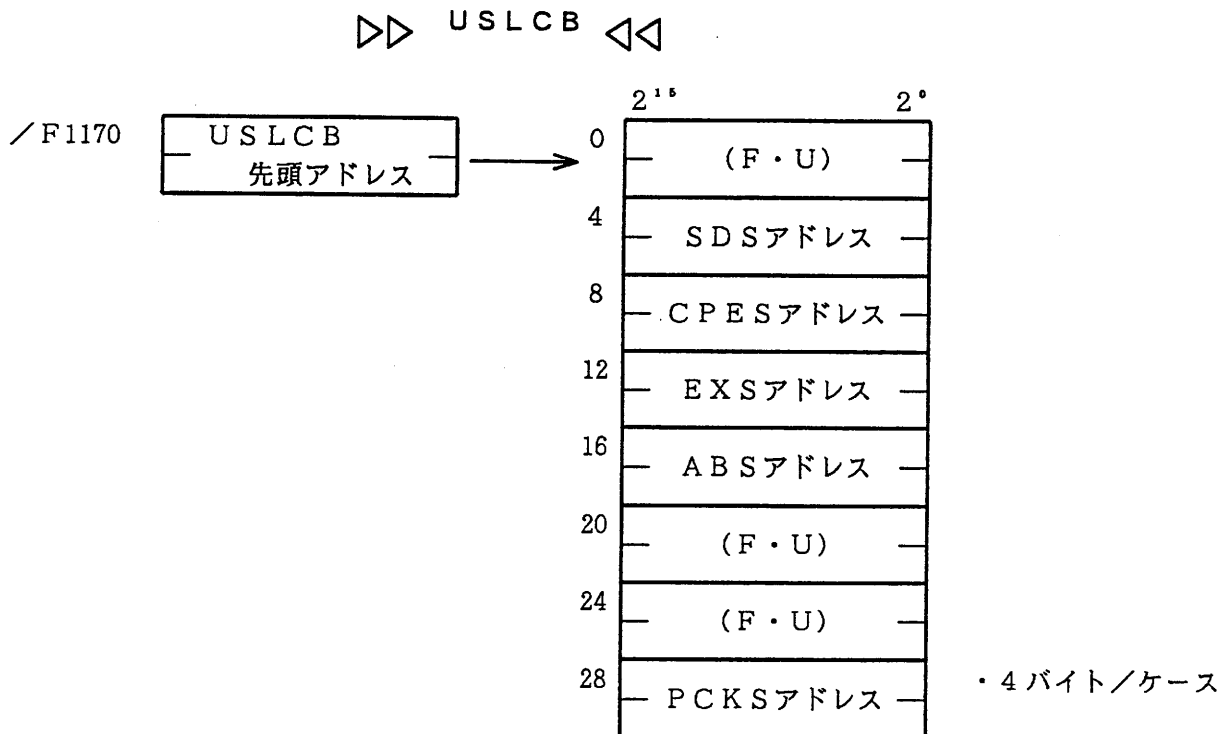 ▷▷ USLCB ◁◁
2¹⁵ 2⁰
/F1170 USLCB
先頭アドレス
0 (F・U)
4 SDSアドレス
8 CPESアドレス
12 EXSアドレス
16 ABSアドレス
20 (F・U)
24 (F・U)
28 PCKSアドレス ・4バイト/ケース